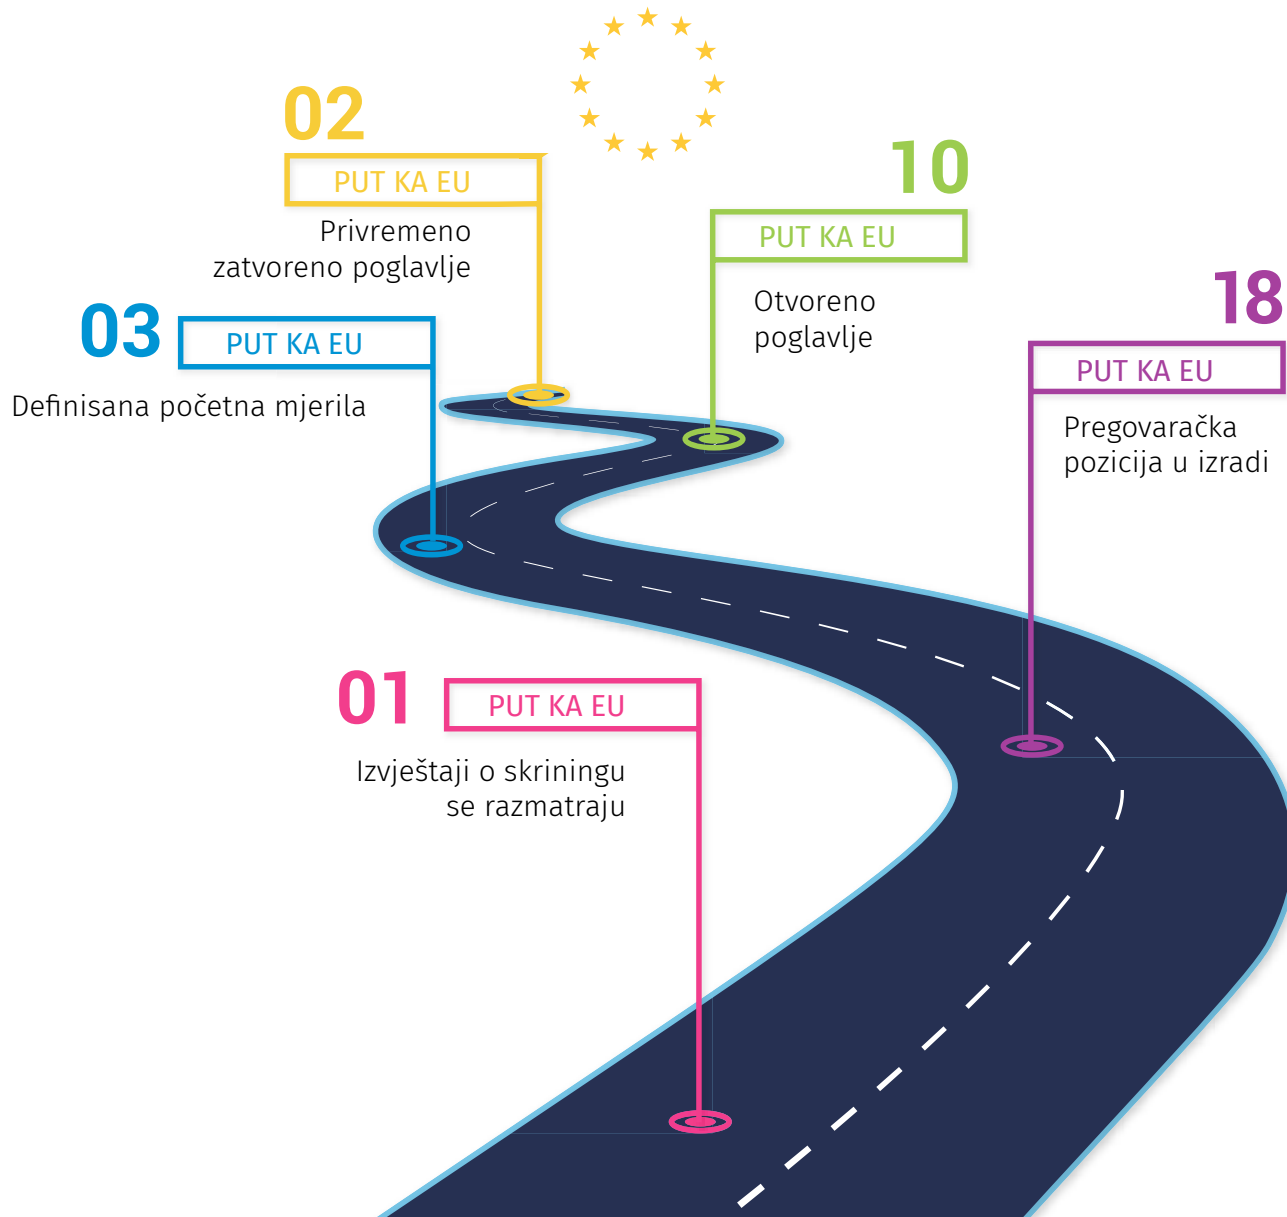 02
PUT KA EU
Privremeno
zatvoreno poglavlje
10
PUT KA EU
Otvoreno
poglavlje
03
PUT KA EU
Definisana početna mjerila
18
PUT KA EU
Pregovaračka
pozicija u izradi
01
PUT KA EU
Izvještaji o skriningu
se razmatraju